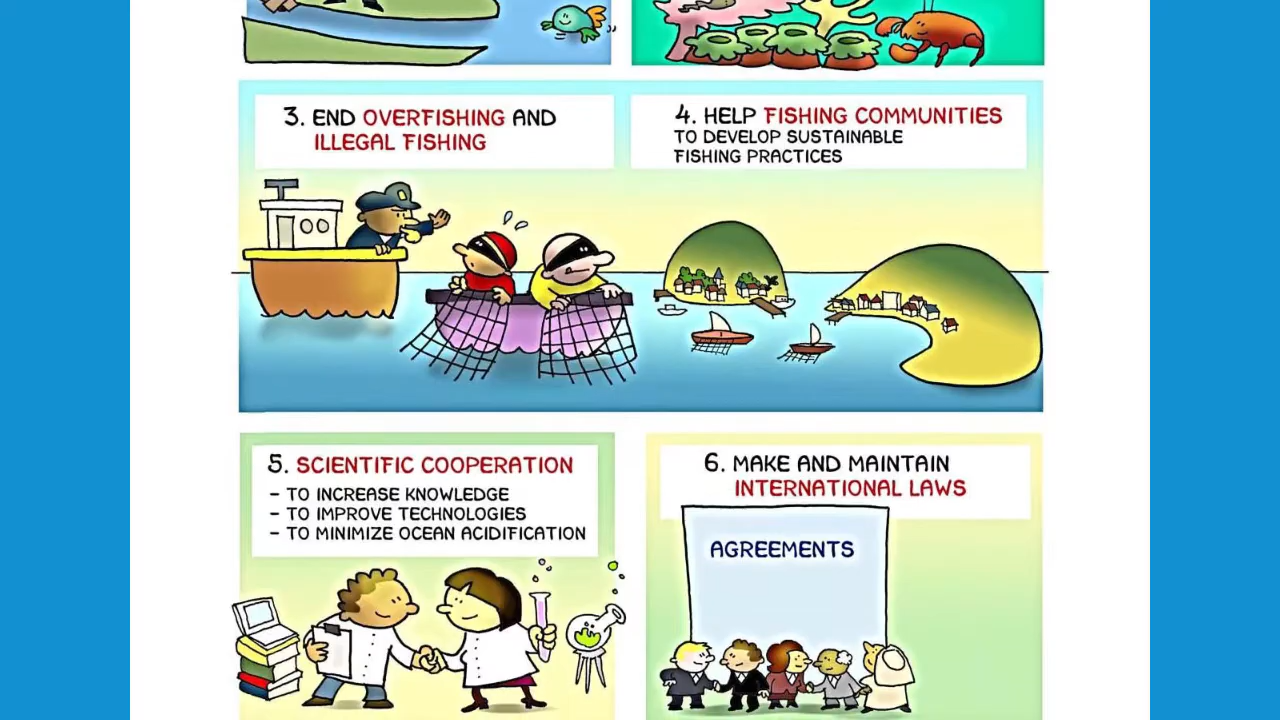 3. END OVERFISHING AND
ILLEGAL FISHING
4. HELP FISHING COMMUNITIES
TO DEVELOP SUSTAINABLE
FISHING PRACTICES
5. SCIENTIFIC COOPERATION
- TO INCREASE KNOWLEDGE
- TO IMPROVE TECHNOLOGIES
- TO MINIMIZE OCEAN ACIDIFICATION
6. MAKE AND MAINTAIN
INTERNATIONAL LAWS
AGREEMENTS